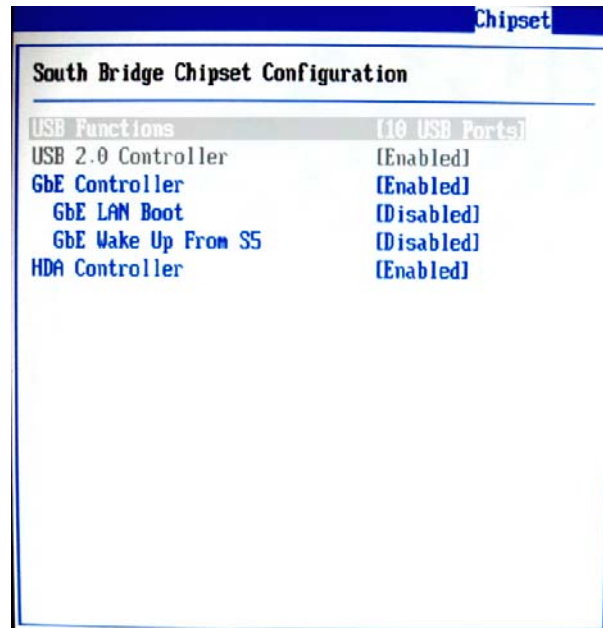 Chipset
South Bridge Chipset Configuration
USB Functions [10 USB Ports]
USB 2.0 Controller [Enabled]
GbE Controller [Enabled]
GbE LAN Boot [Disabled]
GbE Wake Up From S5 [Disabled]
HDA Controller [Enabled]